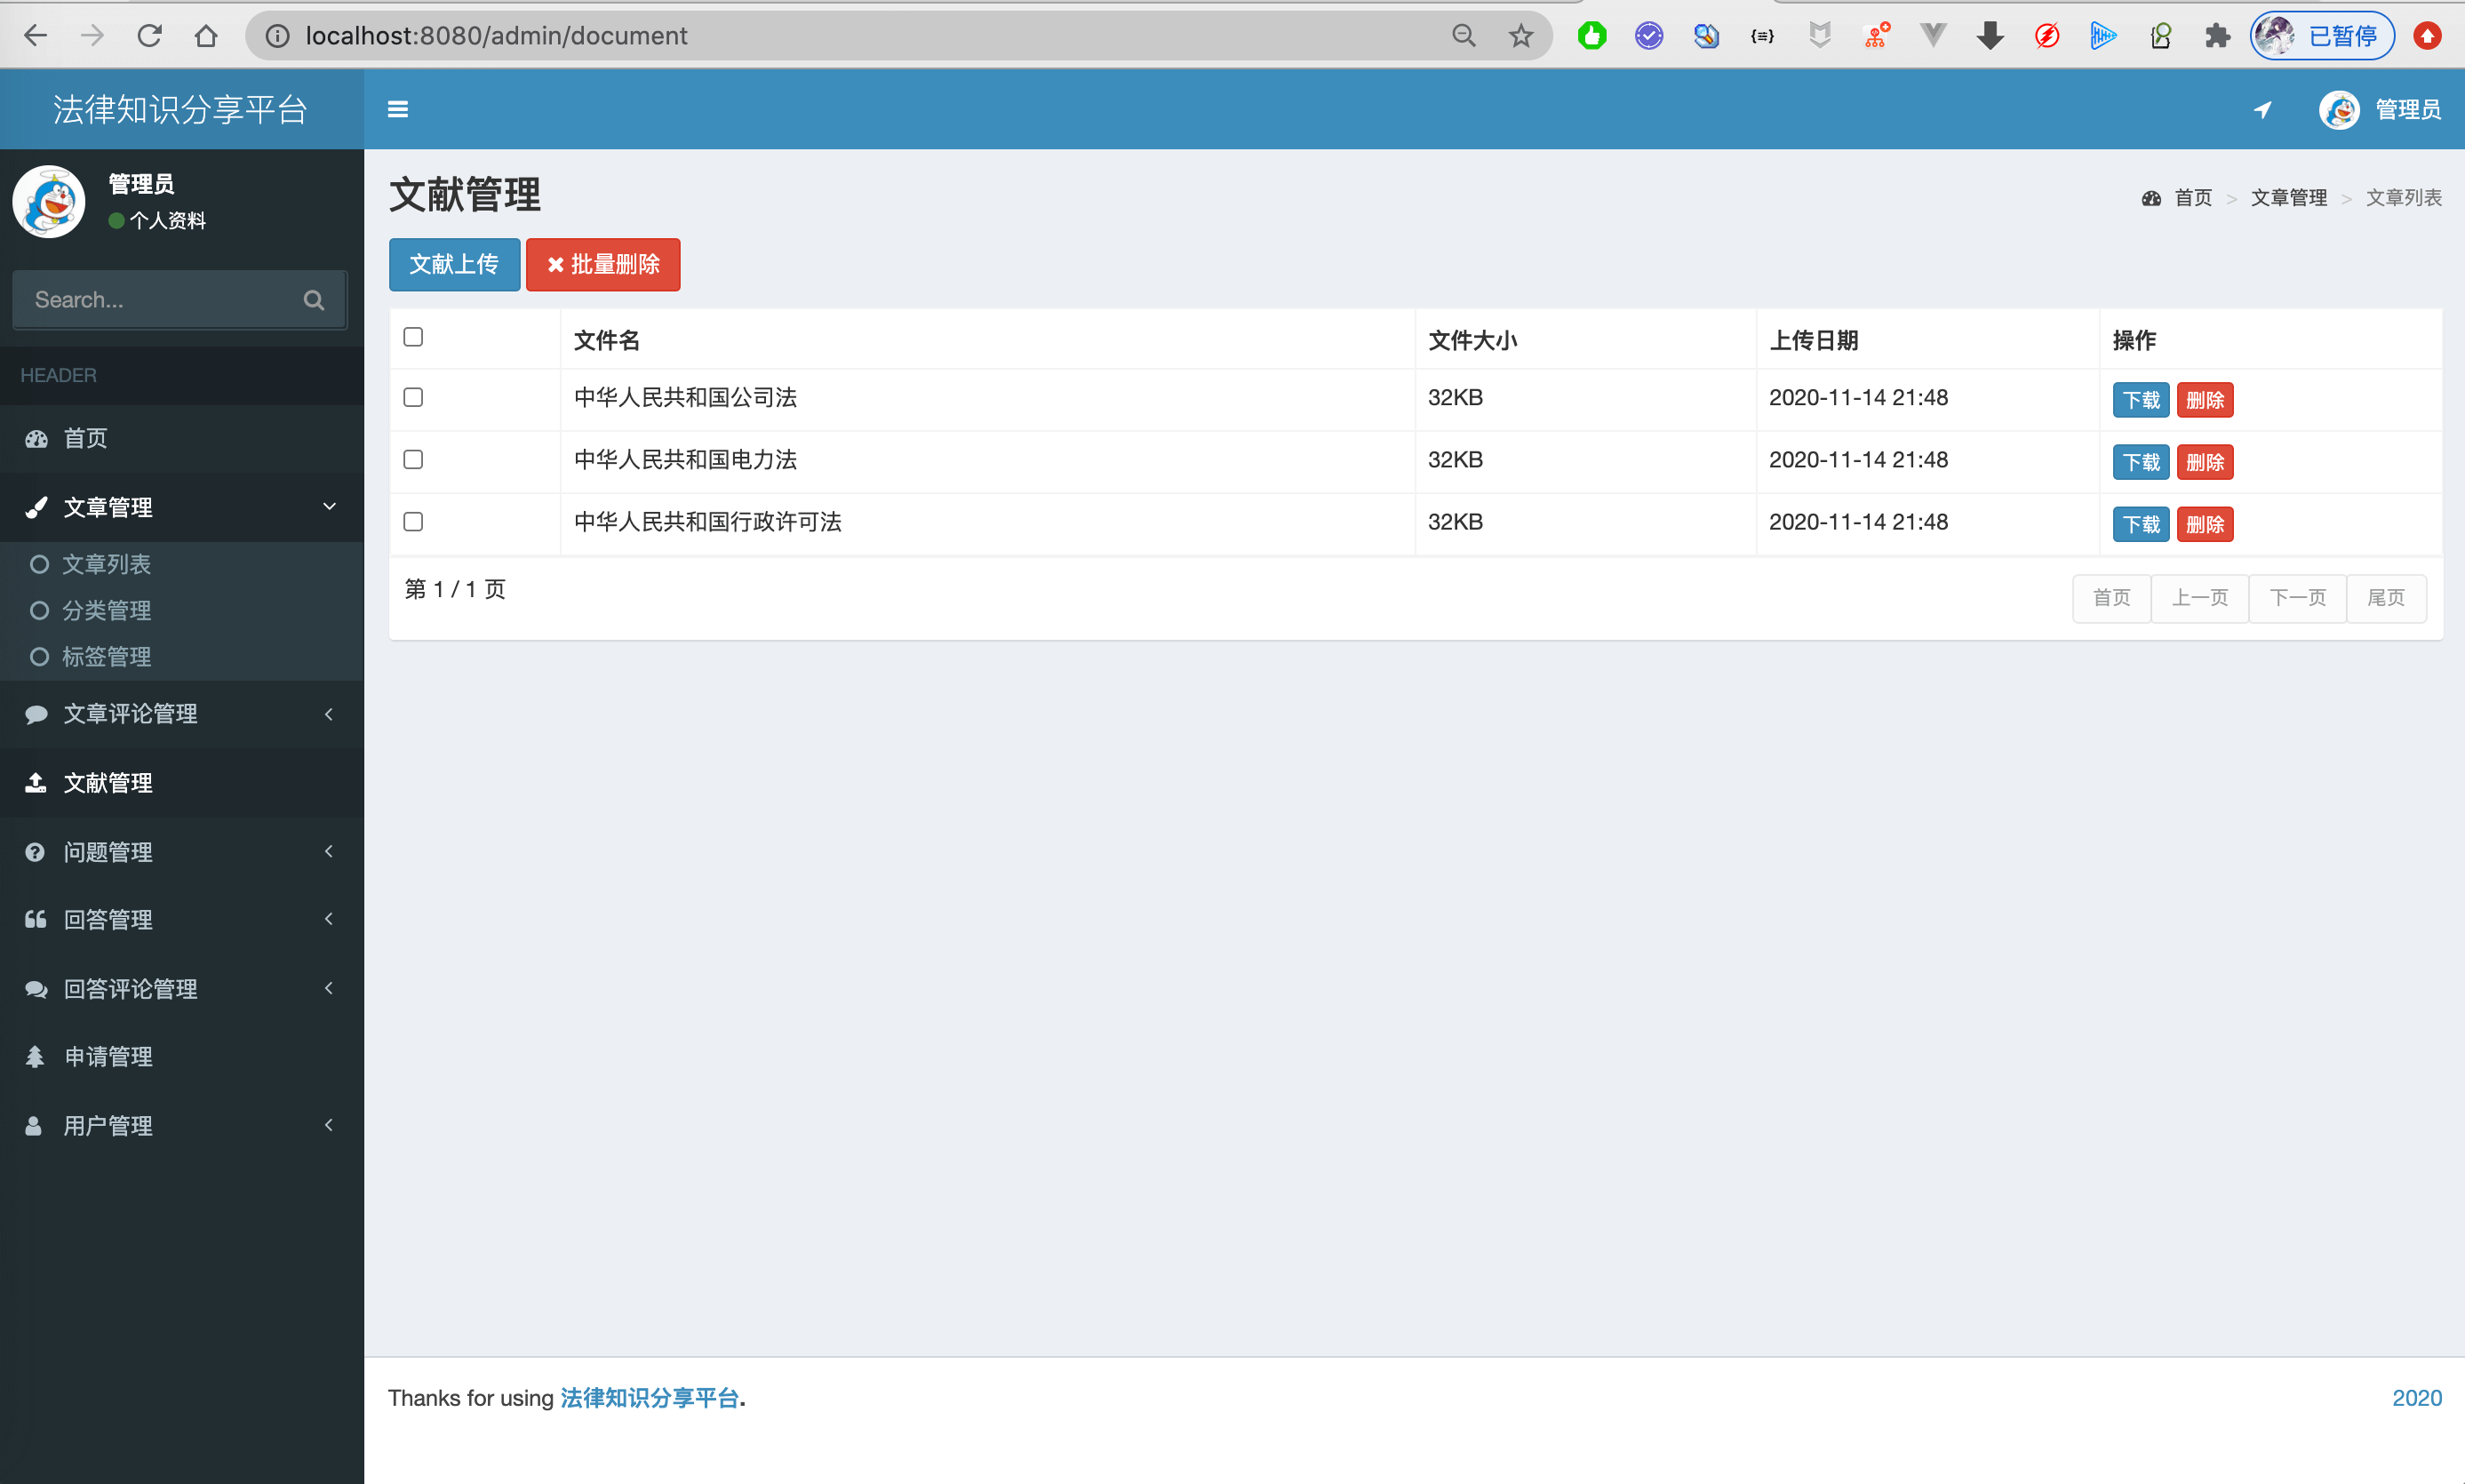 localhost:8080/admin/document
已暂停
法律知识分享平台
管理员
管理员
个人资料
Search...
HEADER
首页
文章管理
文章列表
分类管理
标签管理
文章评论管理
文献管理
问题管理
回答管理
回答评论管理
申请管理
用户管理
文献管理
首页 > 文章管理 > 文章列表
文献上传 批量删除
文件名 文件大小 上传日期 操作
中华人民共和国公司法 32KB 2020-11-14 21:48 下载 删除
中华人民共和国电力法 32KB 2020-11-14 21:48 下载 删除
中华人民共和国行政许可法 32KB 2020-11-14 21:48 下载 删除
第 1 / 1 页 首页 上一页 下一页 尾页
Thanks for using 法律知识分享平台. 2020